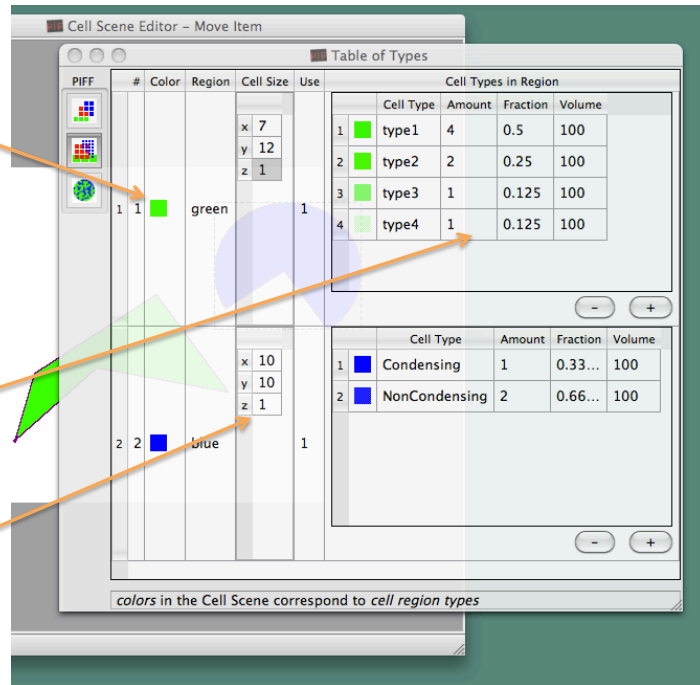 Cell Scene Editor – Move Item
Table of Types
PIFF
# Color Region Cell Size Use Cell Types in Region
Cell Type Amount Fraction Volume
x 7
y 12
z 1
1 type1 4 0.5 100
2 type2 2 0.25 100
3 type3 1 0.125 100
4 type4 1 0.125 100
1 1 green 1
- +
Cell Type Amount Fraction Volume
x 10
y 10
z 1
1 Condensing 1 0.33... 100
2 NonCondensing 2 0.66... 100
2 2 blue 1
- +
colors in the Cell Scene correspond to cell region types